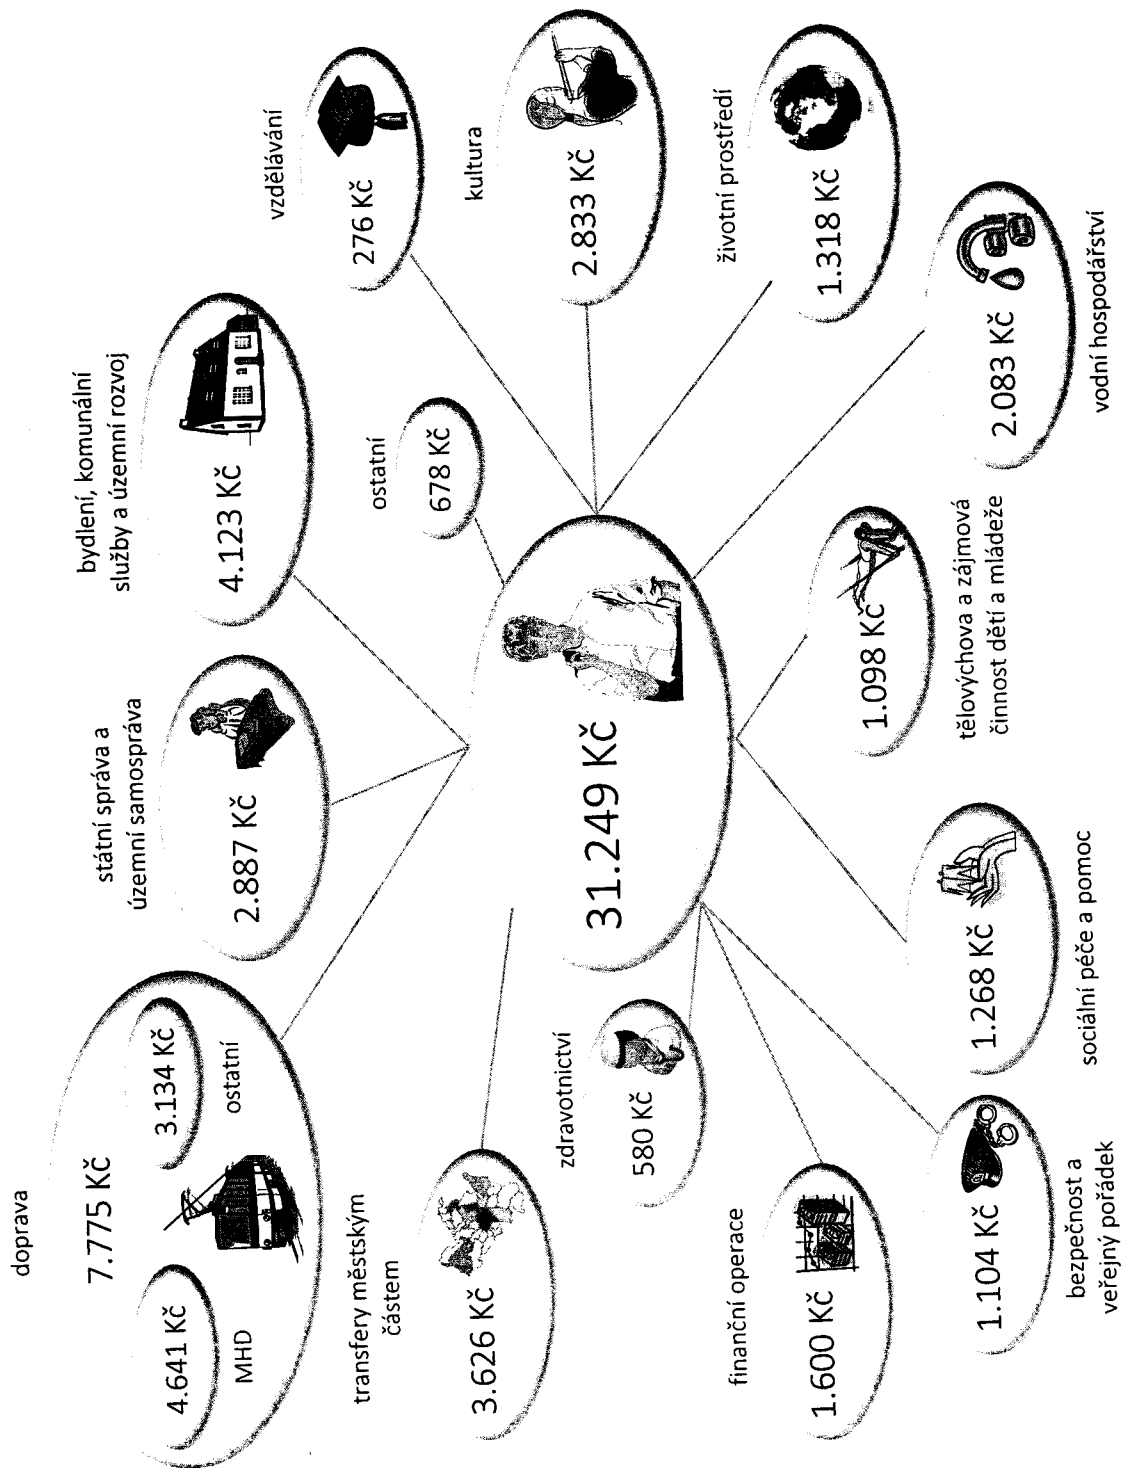 doprava
7.775 Kč
4.641 Kč
MHD
3.134 Kč
ostatní
státní správa a
územní samospráva
2.887 Kč
bydlení, komunální
služby a územní rozvoj
4.123 Kč
vzdělávání
276 Kč
ostatní
678 Kč
kultura
2.833 Kč
transfery městským
částem
3.626 Kč
31.249 Kč
zdravotnictví
580 Kč
životní prostředí
1.318 Kč
finanční operace
1.600 Kč
1.098 Kč
tělovýchova a zájmová
činnost dětí a mládeže
2.083 Kč
vodní hospodářství
1.104 Kč
bezpečnost a
veřejný pořádek
1.268 Kč
sociální péče a pomoc